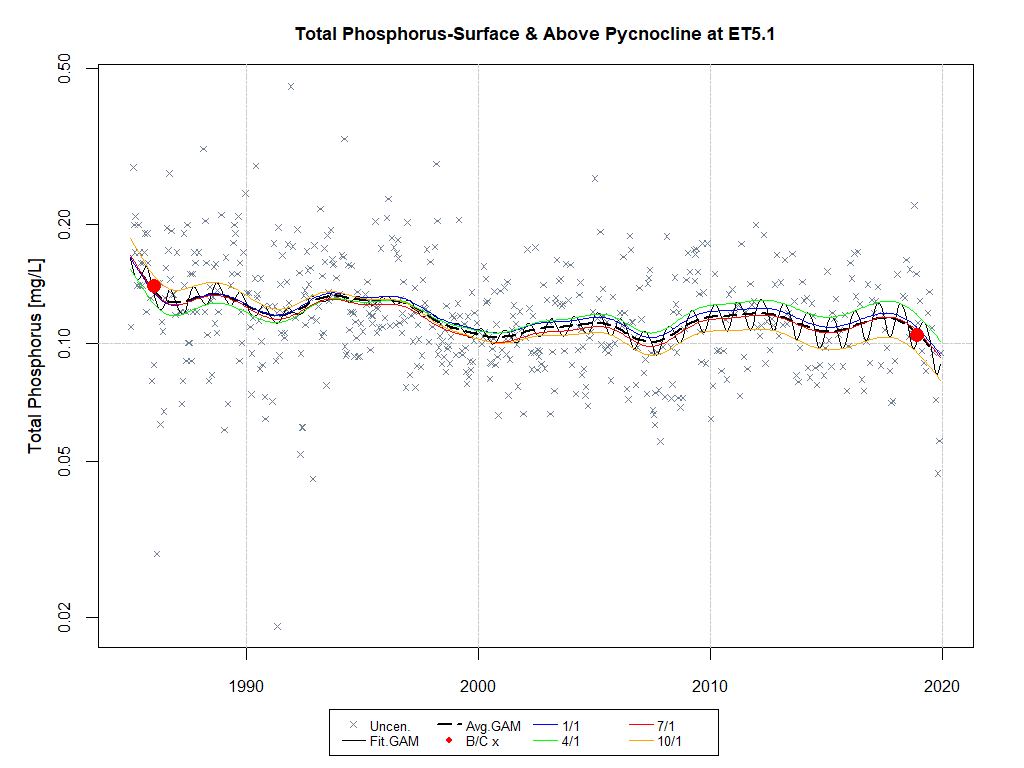 Total Phosphorus-Surface & Above Pycnocline at ET5.1
Total Phosphorus [mg/L]
0.50
0.20
0.10
0.05
0.02
1990 2000 2010 2020
Uncen. Avg.GAM 1/1 7/1
Fit.GAM B/C x 4/1 10/1